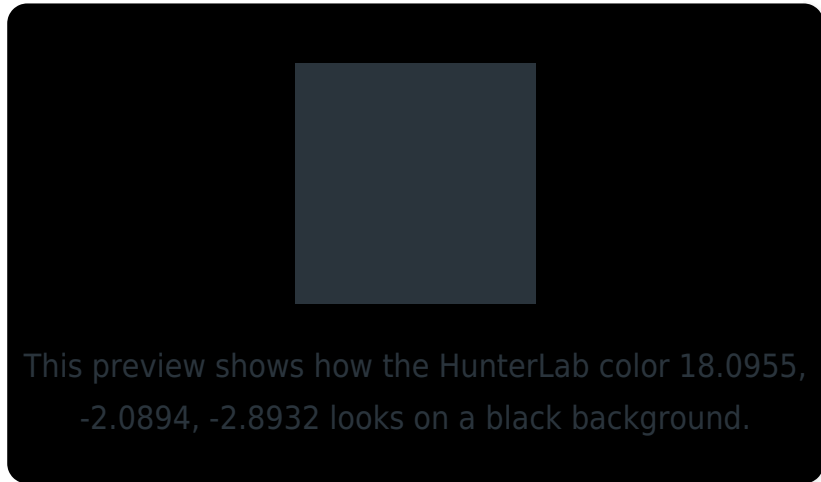 This preview shows how the HunterLab color 18.0955,
-2.0894, -2.8932 looks on a black background.